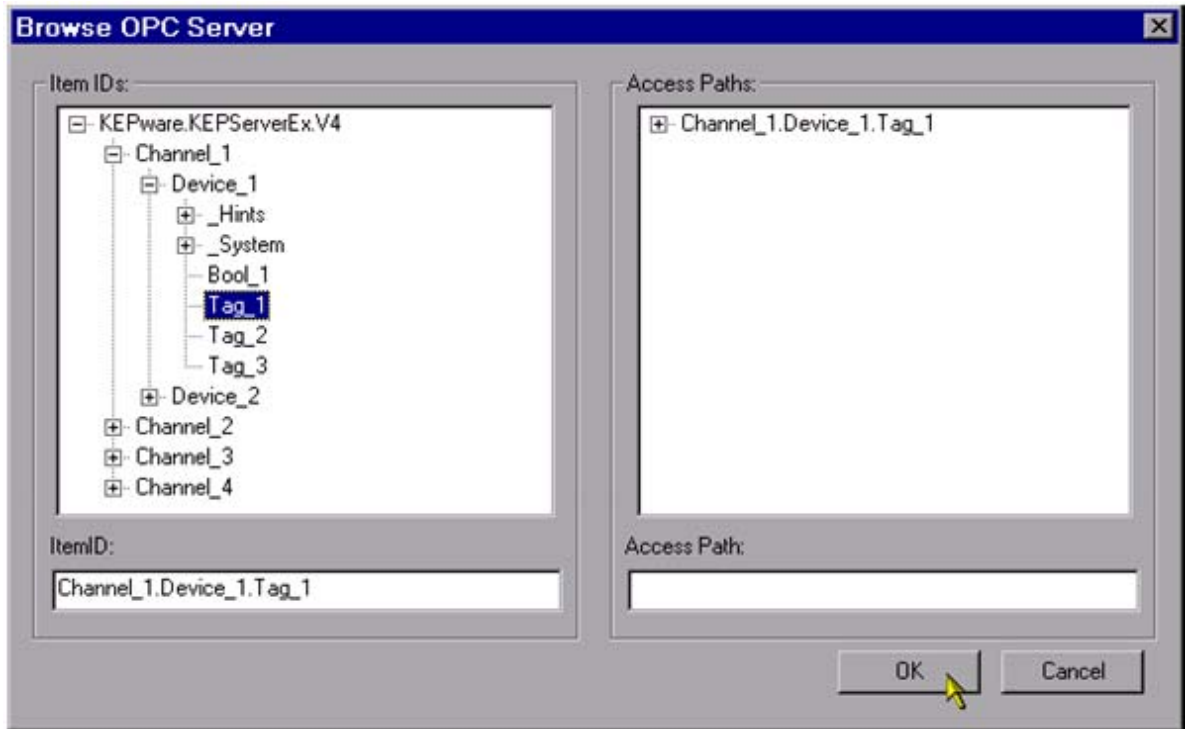 Browse OPC Server
Item IDs:
KEPware.KEPServerEx.V4
Channel_1
Device_1
_Hints
_System
Bool_1
Tag_1
Tag_2
Tag_3
Device_2
Channel_2
Channel_3
Channel_4
ItemID:
Channel_1.Device_1.Tag_1
Access Paths:
Channel_1.Device_1.Tag_1
Access Path:
OK
Cancel